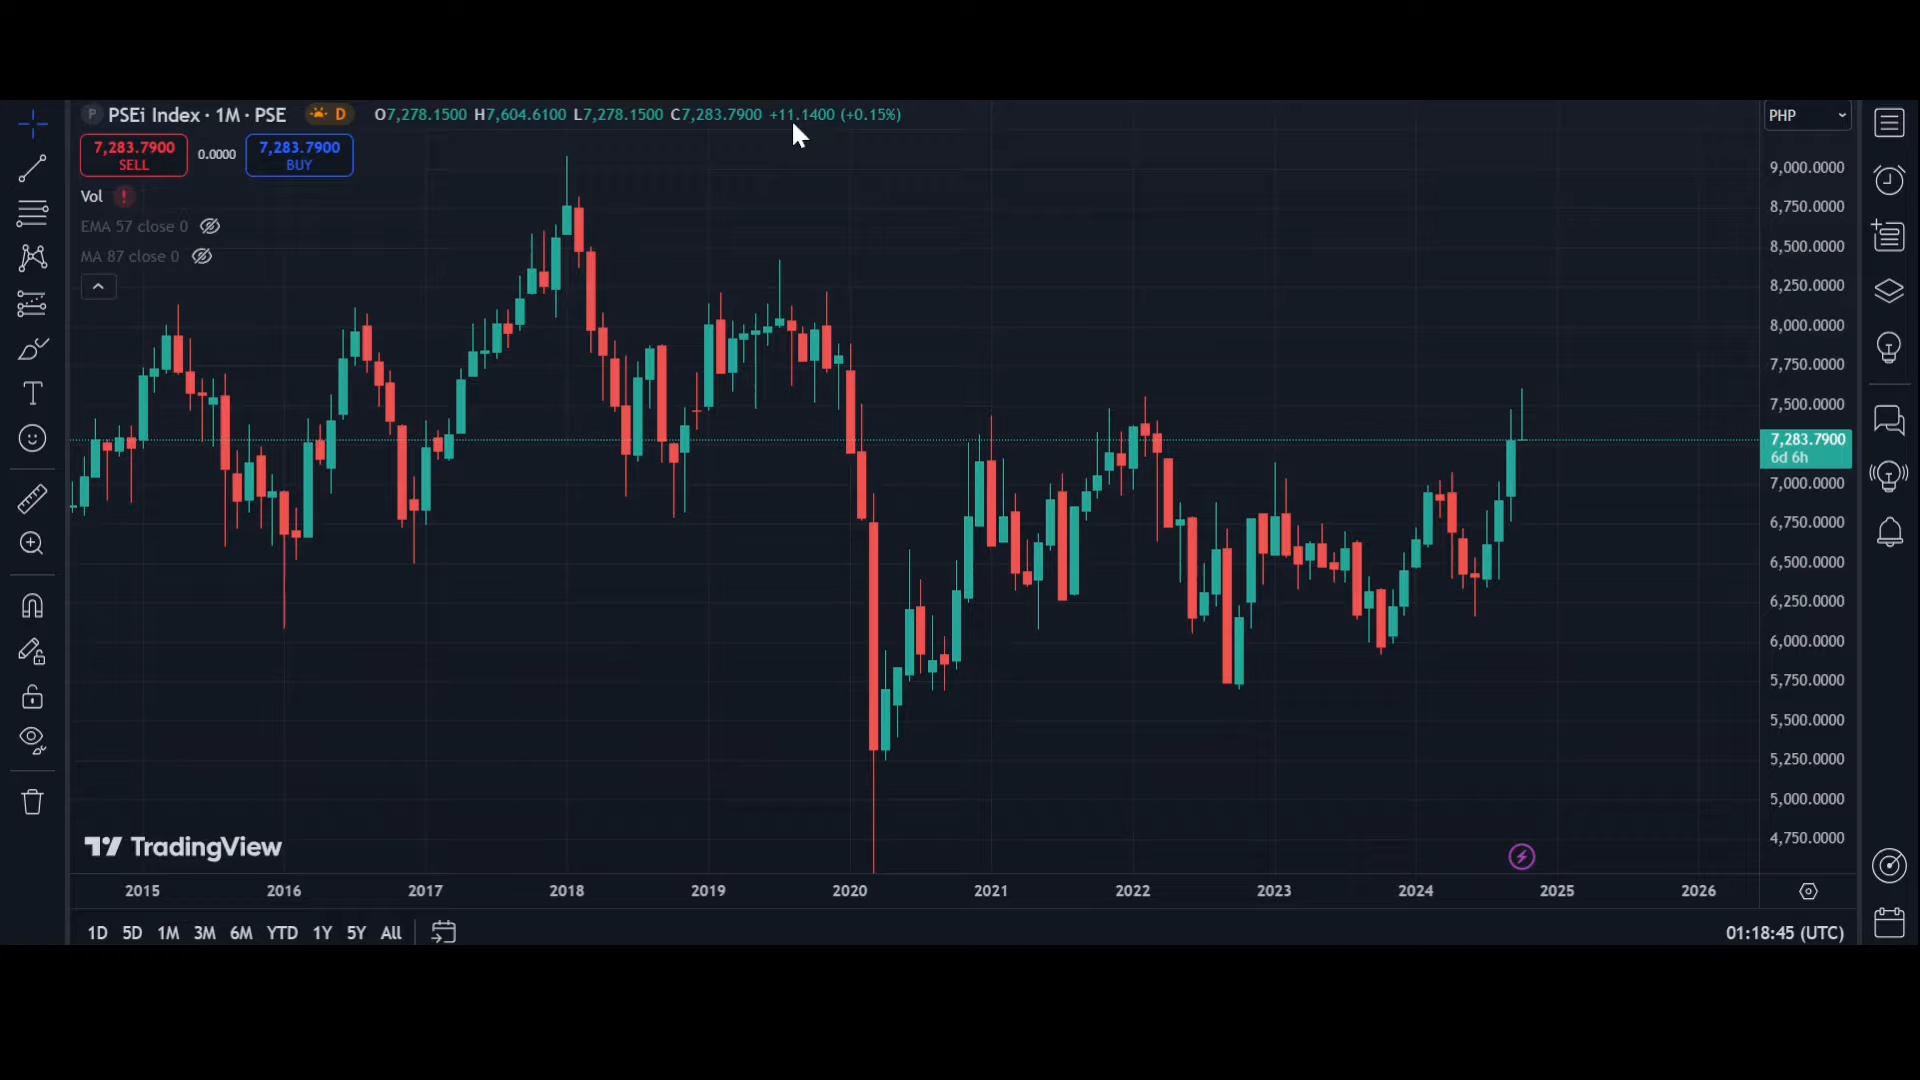 P PSEi Index · 1M · PSE D O7,278.1500 H7,604.6100 L7,278.1500 C7,283.7900 +11.1400 (+0.15%) PHP
7,283.7900 SELL 0.0000 7,283.7900 BUY
Vol !
EMA 57 close 0
MA 87 close 0
9,000.0000
8,750.0000
8,500.0000
8,250.0000
8,000.0000
7,750.0000
7,500.0000
7,283.7900
6d 6h
7,000.0000
6,750.0000
6,500.0000
6,250.0000
6,000.0000
5,750.0000
5,500.0000
5,250.0000
5,000.0000
4,750.0000
TradingView
2015 2016 2017 2018 2019 2020 2021 2022 2023 2024 2025 2026
1D 5D 1M 3M 6M YTD 1Y 5Y All 01:18:45 (UTC)